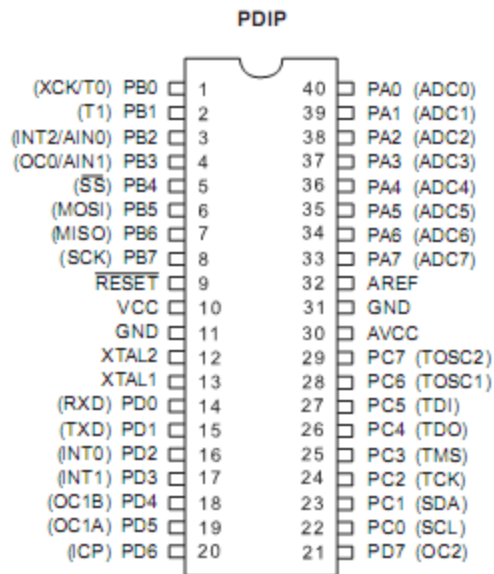 PDIP
(XCK/T0) PB0 1 40 PA0 (ADC0)
(T1) PB1 2 39 PA1 (ADC1)
(INT2/AIN0) PB2 3 38 PA2 (ADC2)
(OC0/AIN1) PB3 4 37 PA3 (ADC3)
(SS) PB4 5 36 PA4 (ADC4)
(MOSI) PB5 6 35 PA5 (ADC5)
(MISO) PB6 7 34 PA6 (ADC6)
(SCK) PB7 8 33 PA7 (ADC7)
RESET 9 32 AREF
VCC 10 31 GND
GND 11 30 AVCC
XTAL2 12 29 PC7 (TOSC2)
XTAL1 13 28 PC6 (TOSC1)
(RXD) PD0 14 27 PC5 (TDI)
(TXD) PD1 15 26 PC4 (TDO)
(INT0) PD2 16 25 PC3 (TMS)
(INT1) PD3 17 24 PC2 (TCK)
(OC1B) PD4 18 23 PC1 (SDA)
(OC1A) PD5 19 22 PC0 (SCL)
(ICP) PD6 20 21 PD7 (OC2)